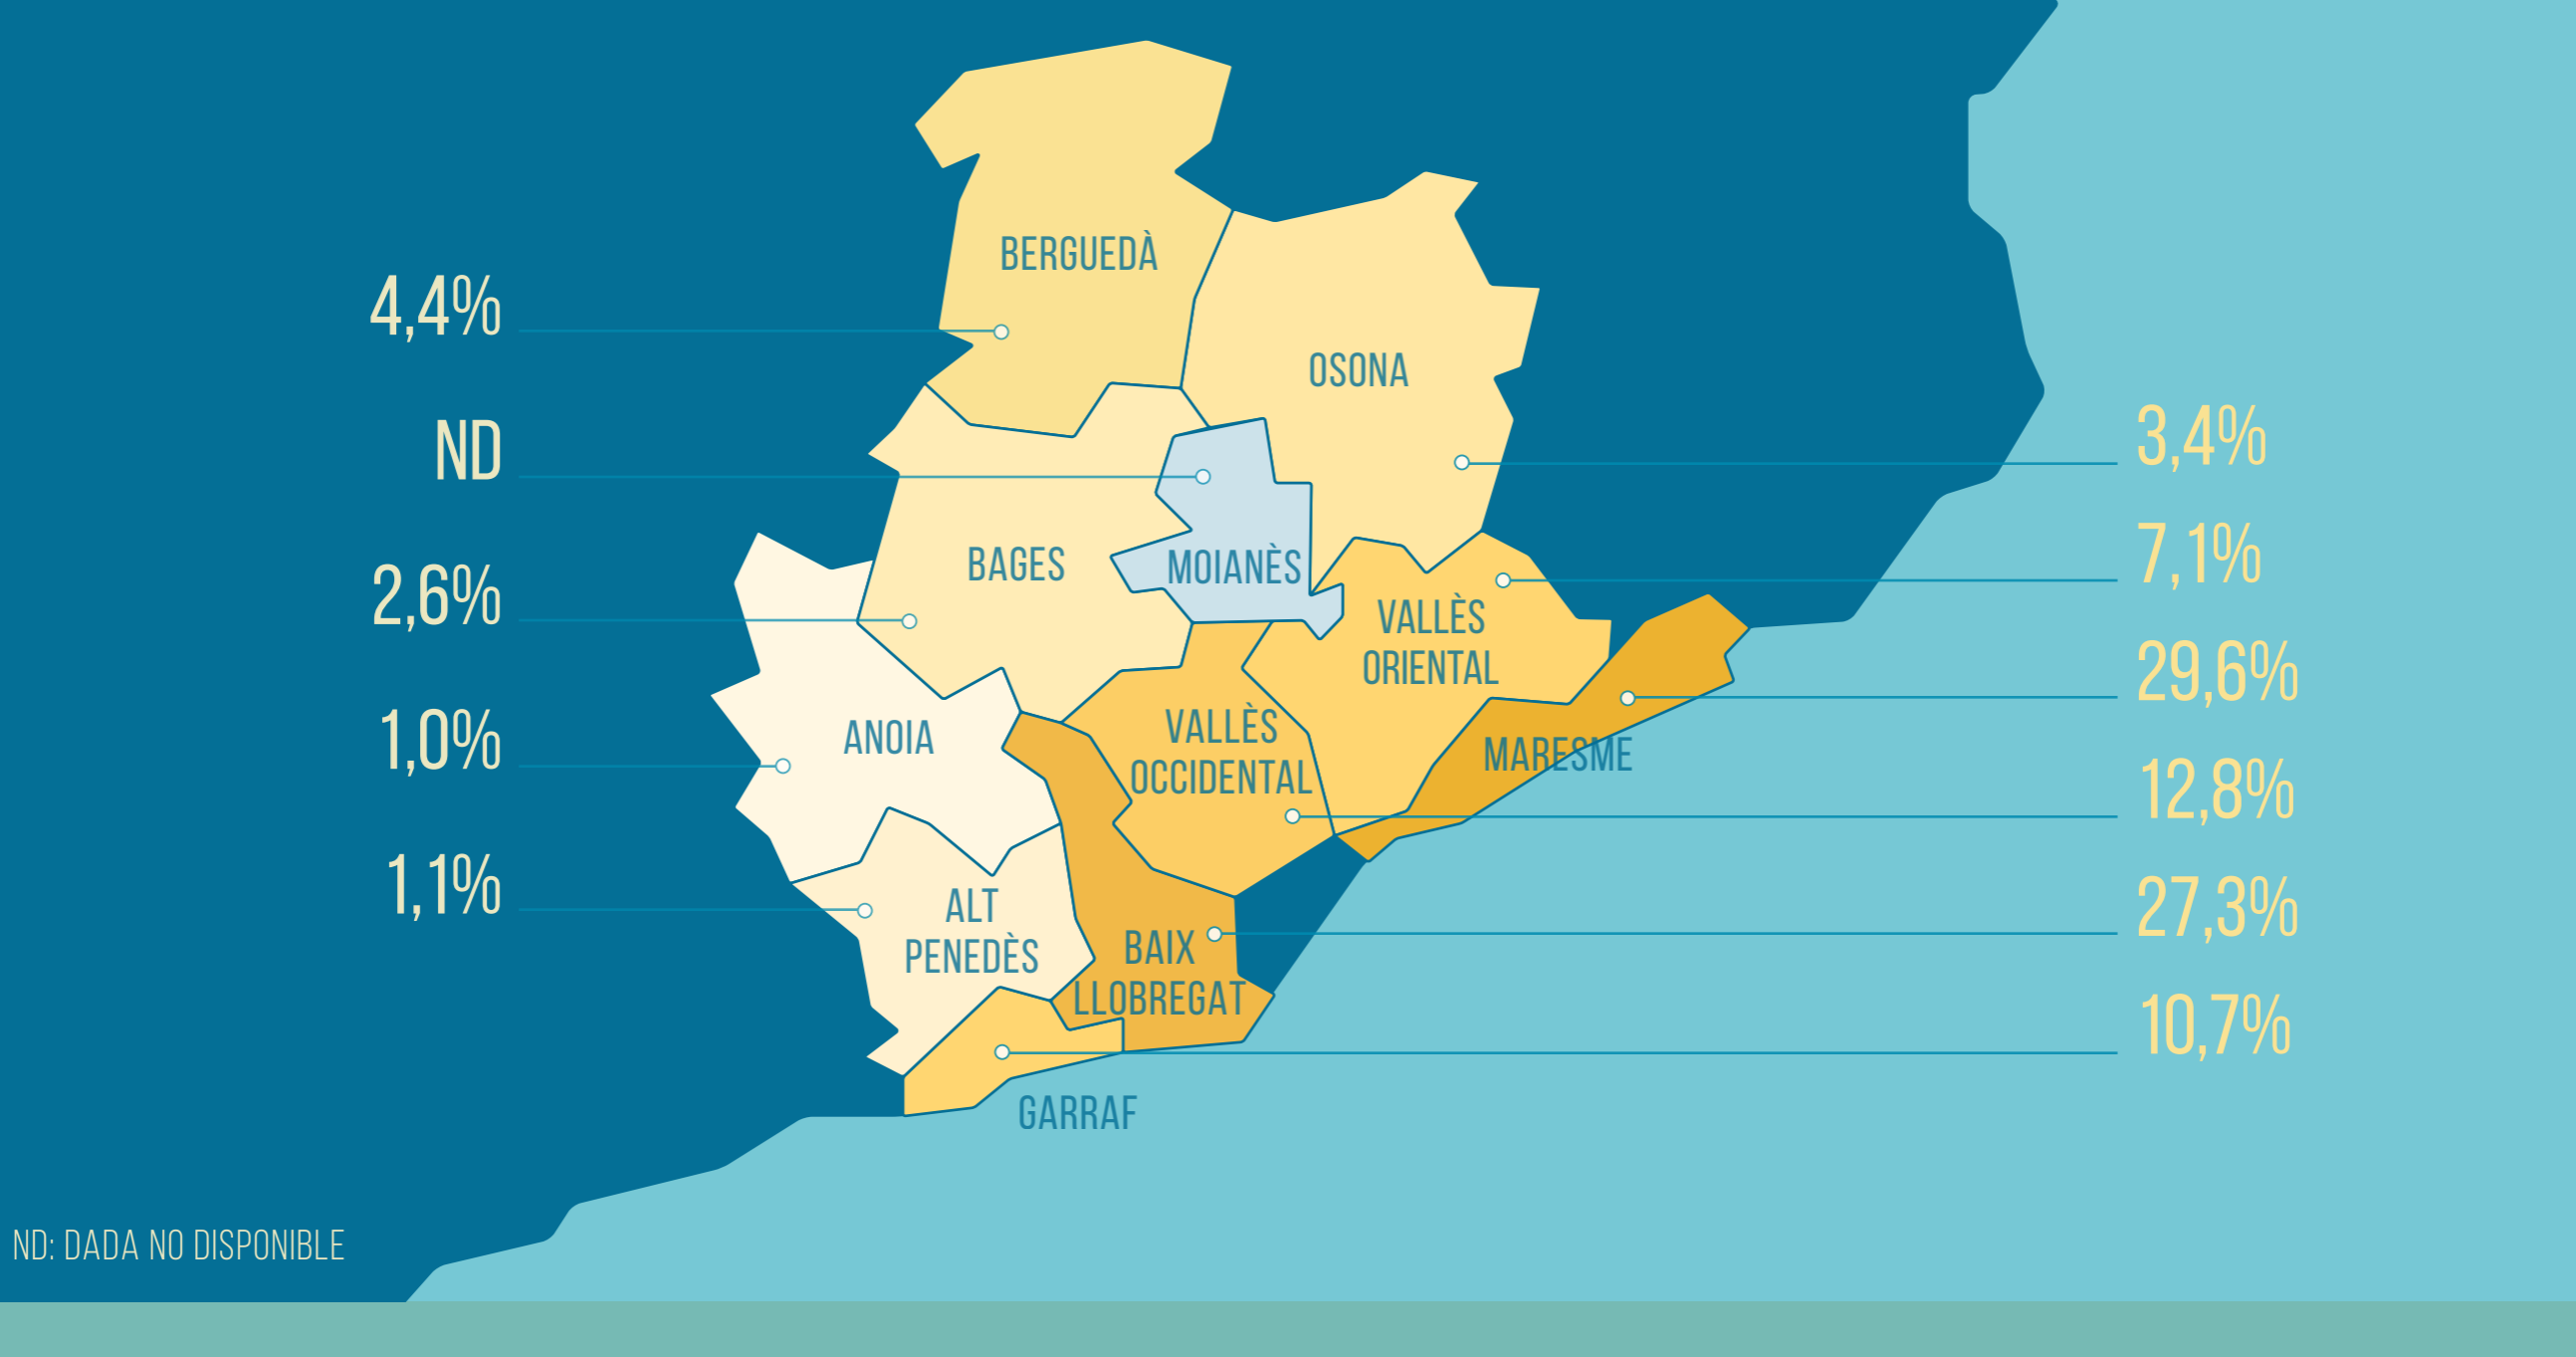 BERGUEDÀ
4,4%
OSONA
ND
3,4%
7,1%
BAGES
MOIANÈS
2,6%
VALLÈS
ORIENTAL
29,6%
ANOIA
1,0%
VALLÈS
OCCIDENTAL
MARESME
12,8%
1,1%
ALT
PENEDÈS
27,3%
BAIX
LLOBREGAT
10,7%
GARRAF
ND: DADA NO DISPONIBLE